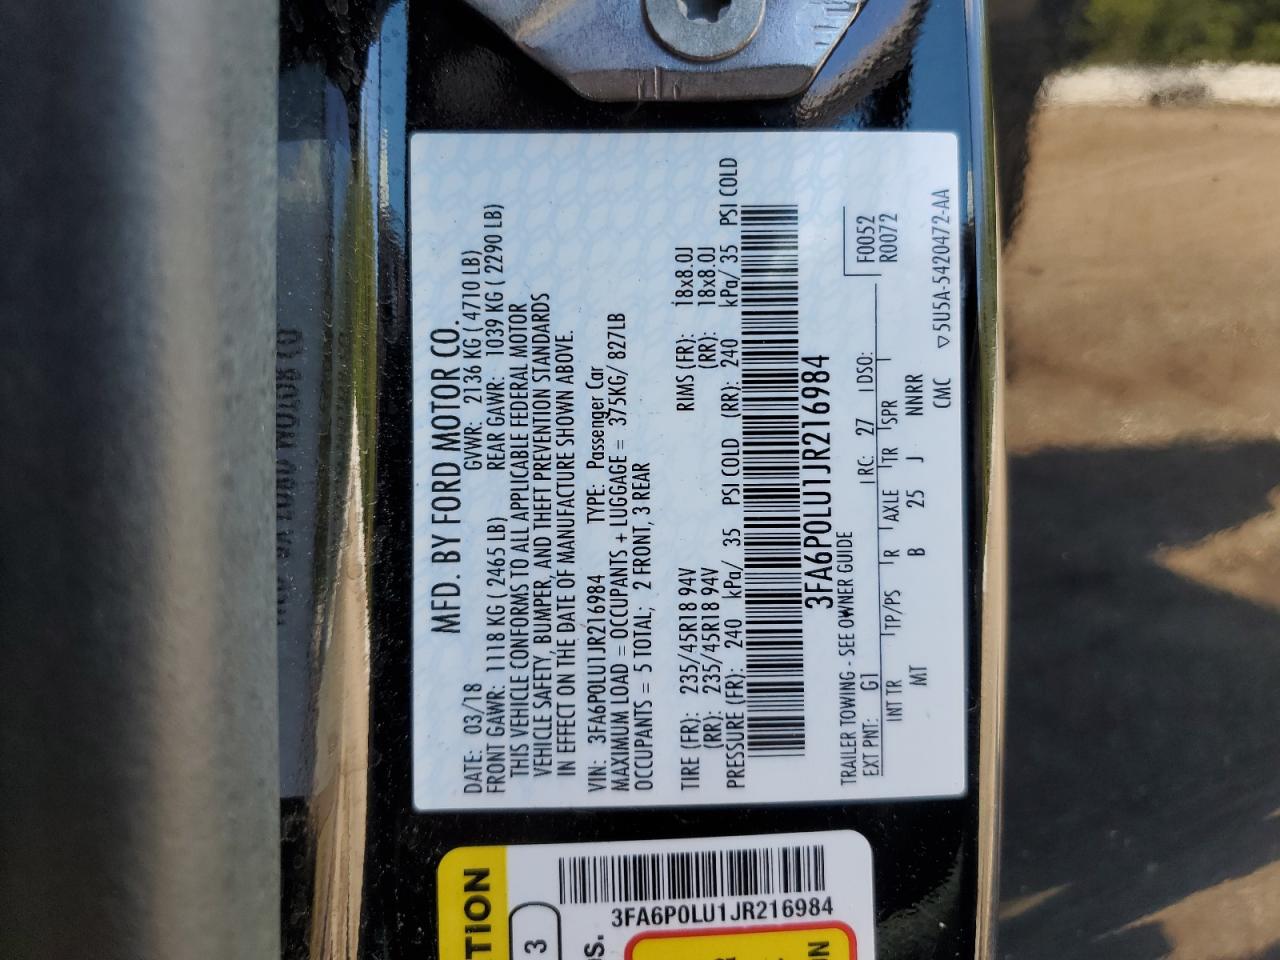 MFD. BY FORD MOTOR CO.
DATE: 03/18 GVWR: 2136 KG ( 4710 LB)
FRONT GAWR: 1118 KG ( 2465 LB) REAR GAWR: 1039 KG ( 2290 LB)
THIS VEHICLE CONFORMS TO ALL APPLICABLE FEDERAL MOTOR
VEHICLE SAFETY, BUMPER, AND THEFT PREVENTION STANDARDS
IN EFFECT ON THE DATE OF MANUFACTURE SHOWN ABOVE.
VIN: 3FA6P0LU1JR216984 TYPE: Passenger Car
MAXIMUM LOAD = OCCUPANTS + LUGGAGE = 375KG/ 827LB
OCCUPANTS = 5 TOTAL; 2 FRONT, 3 REAR
TIRE (FR): 235/45R18 94V RIMS (FR): 18x8.0J
(RR): 235/45R18 94V (RR): 18x8.0J
PRESSURE (FR): 240 kPa/ 35 PSI COLD (RR): 240 kPa/ 35 PSI COLD
3FA6P0LU1JR216984
TRAILER TOWING - SEE OWNER GUIDE F0052
EXT PNT: G1 RC: 27 DSO: R0072
INT TR TP/PS R AXLE TR SPR
MT B 25 J NNRR
CMC ▽5U5A-5420472-AA
3
3FA6P0LU1JR216984